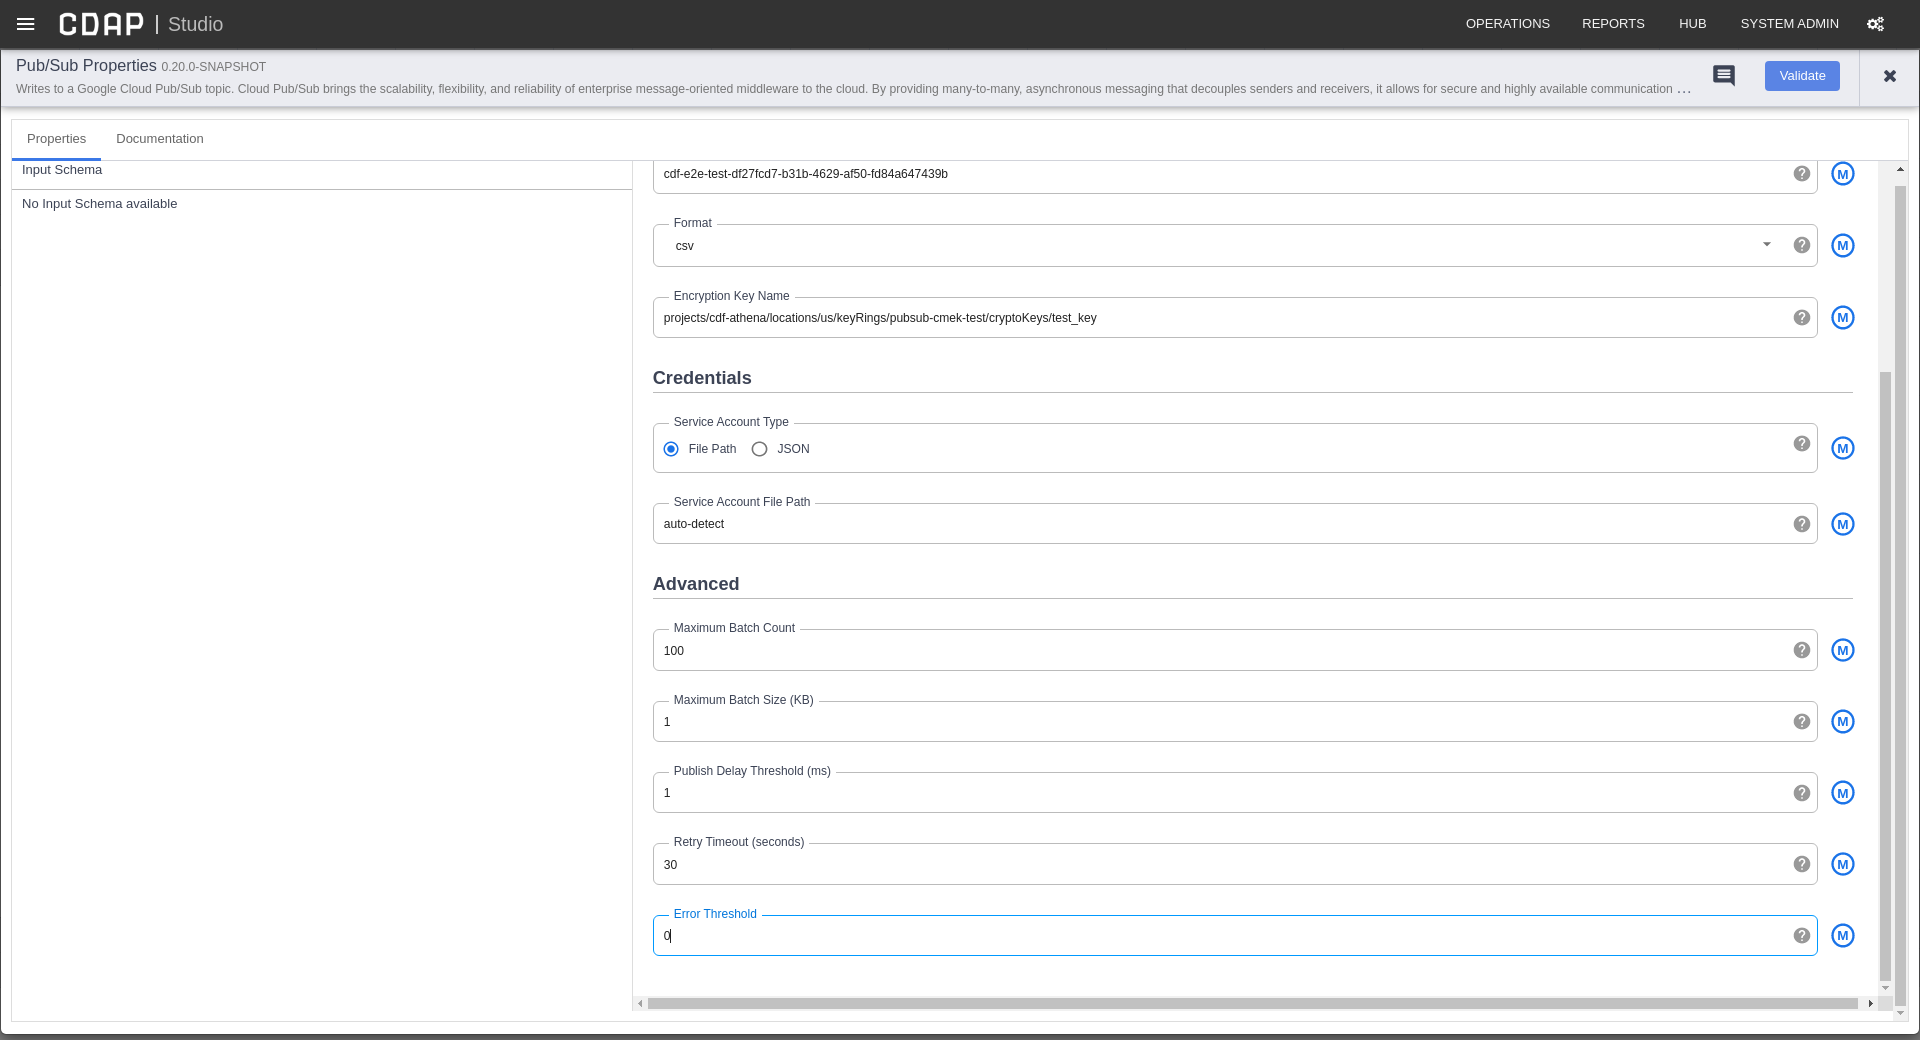 CDAP | Studio
OPERATIONS REPORTS HUB SYSTEM ADMIN
Pub/Sub Properties 0.20.0-SNAPSHOT
Writes to a Google Cloud Pub/Sub topic. Cloud Pub/Sub brings the scalability, flexibility, and reliability of enterprise message-oriented middleware to the cloud. By providing many-to-many, asynchronous messaging that decouples senders and receivers, it allows for secure and highly available communication ...
Validate
Properties Documentation
Input Schema
No Input Schema available
cdf-e2e-test-df27fcd7-b31b-4629-af50-fd84a647439b
M
Format
csv
M
Encryption Key Name
projects/cdf-athena/locations/us/keyRings/pubsub-cmek-test/cryptoKeys/test_key
M
Credentials
Service Account Type
File Path JSON
M
Service Account File Path
auto-detect
M
Advanced
Maximum Batch Count
100
M
Maximum Batch Size (KB)
1
M
Publish Delay Threshold (ms)
1
M
Retry Timeout (seconds)
30
M
Error Threshold
0
M